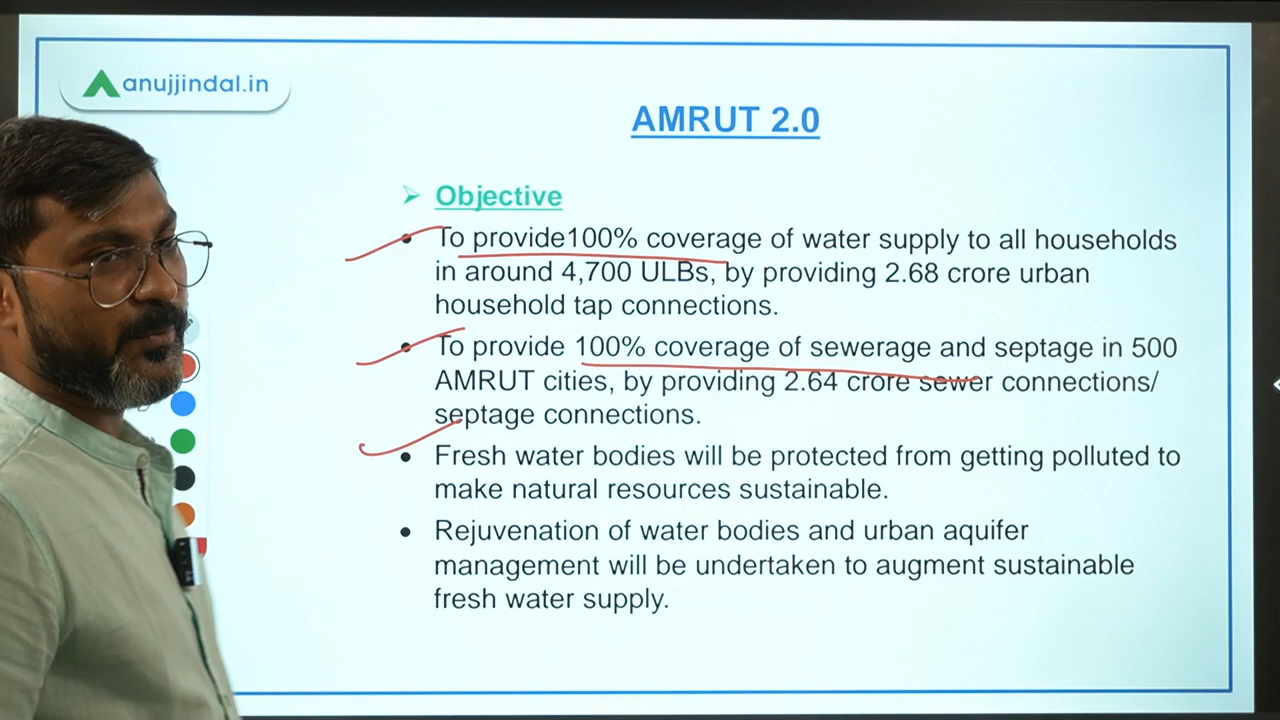 anujjindal.in
AMRUT 2.0
Objective
To provide100% coverage of water supply to all households
in around 4,700 ULBs, by providing 2.68 crore urban
household tap connections.
To provide 100% coverage of sewerage and septage in 500
AMRUT cities, by providing 2.64 crore sewer connections/
septage connections.
Fresh water bodies will be protected from getting polluted to
make natural resources sustainable.
Rejuvenation of water bodies and urban aquifer
management will be undertaken to augment sustainable
fresh water supply.